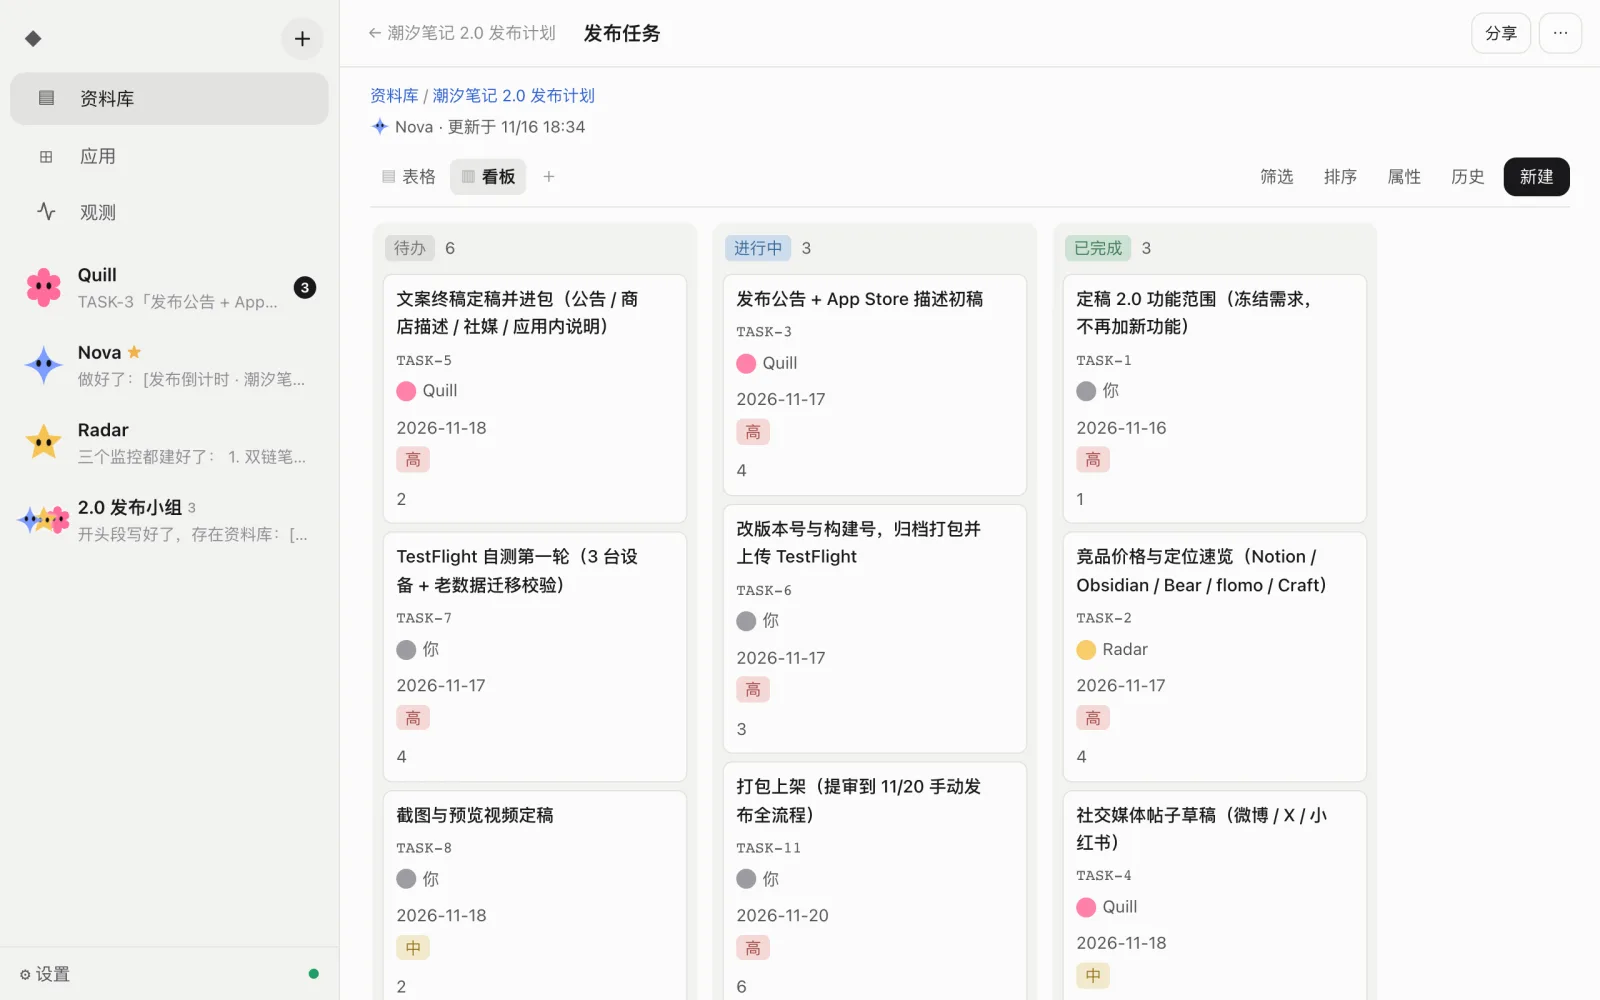 资料库
应用
观测
Quill
TASK-3「发布公告 + App...
3
Nova
做好了：[发布倒计时 · 潮汐笔...
Radar
三个监控都建好了： 1. 双链笔...
2.0 发布小组 3
开头段写好了，存在资料库：[...
设置
← 潮汐笔记 2.0 发布计划
发布任务
分享
···
资料库 / 潮汐笔记 2.0 发布计划
Nova · 更新于 11/16 18:34
表格
看板
+
筛选
排序
属性
历史
新建
待办 6
文案终稿定稿并进包（公告 / 商
店描述 / 社媒 / 应用内说明）
TASK-5
Quill
2026-11-18
高
2
TestFlight 自测第一轮（3 台设
备 + 老数据迁移校验）
TASK-7
你
2026-11-17
高
4
截图与预览视频定稿
TASK-8
你
2026-11-18
中
2
进行中 3
发布公告 + App Store 描述初稿
TASK-3
Quill
2026-11-17
高
4
改版本号与构建号，归档打包并
上传 TestFlight
TASK-6
你
2026-11-17
高
3
打包上架（提审到 11/20 手动发
布全流程）
TASK-11
你
2026-11-20
高
6
已完成 3
定稿 2.0 功能范围（冻结需求，
不再加新功能）
TASK-1
你
2026-11-16
高
1
竞品价格与定位速览（Notion /
Obsidian / Bear / flomo / Craft）
TASK-2
Radar
2026-11-17
高
4
社交媒体帖子草稿（微博 / X / 小
红书）
TASK-4
Quill
2026-11-18
中